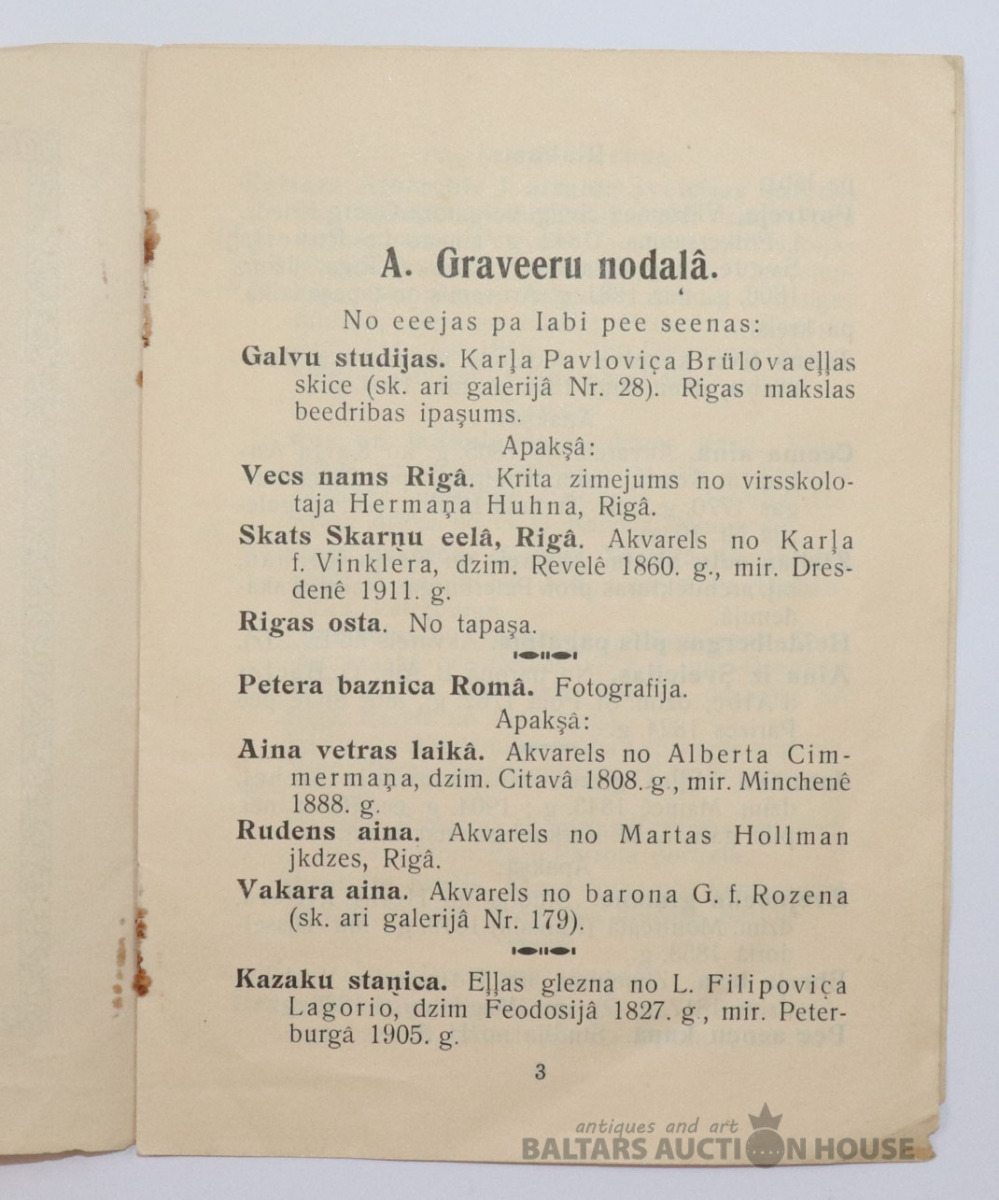 A. Graveeru nodaļâ.
No eeejas pa labi pee seenas:
Galvu studijas. Karļa Pavloviça Brülova eļļas
skice (sk. ari galerijâ Nr. 28). Rigas makslas
beedribas ipaşums.
Apakşâ:
Vecs nams Rigâ. Krita zimejums no virsskolo-
taja Hermaņa Huhna, Rigâ.
Skats Skarņu eelâ, Rigâ. Akvarels no Karļa
f. Vinklera, dzim. Revelê 1860. g., mir. Dres-
denê 1911. g.
Rigas osta. No tapaşa.
Petera baznica Româ. Fotografija.
Apakşâ:
Aina vetras laikâ. Akvarels no Alberta Cim-
mermaņa, dzim. Citavâ 1808. g., mir. Minchenê
1888. g.
Rudens aina. Akvarels no Martas Hollman
jkdzes, Rigâ.
Vakara aina. Akvarels no barona G. f. Rozena
(sk. ari galerijâ Nr. 179).
Kazaku staņica. Eļļas glezna no L. Filipoviça
Lagorio, dzim Feodosijâ 1827. g., mir. Peter-
burgâ 1905. g.
3
antiques and art
BALTARS AUCTION HOUSE